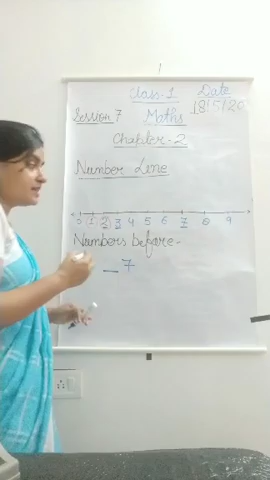 Class-1 Date
Session 7 Maths 18/5/20
Chapter-2
Number Line
0 1 2 3 4 5 6 7 8 9
Numbers before-
_ 7